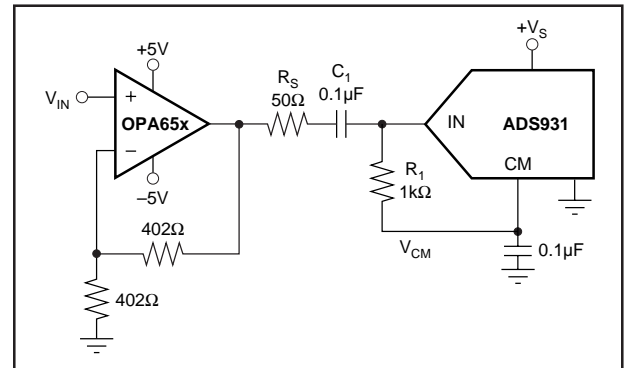 +5V
V_IN
+
−
OPA65x
–5V
R_S
50Ω
C_1
0.1µF
+V_S
IN
ADS931
CM
R_1
1kΩ
V_CM
0.1µF
402Ω
402Ω